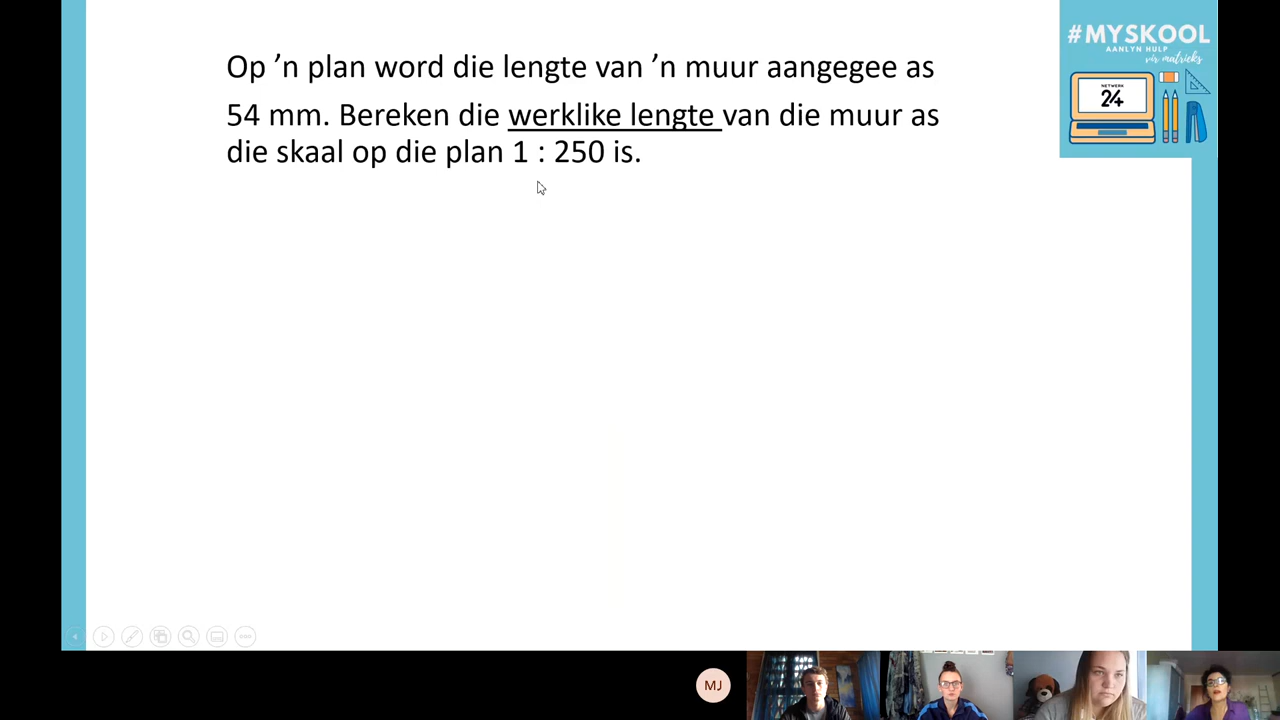 Op ’n plan word die lengte van ’n muur aangegee as
54 mm. Bereken die werklike lengte van die muur as
die skaal op die plan 1 : 250 is.
#MYSKOOL
AANLYN HULP
vir matrieks
NETWERK
24
MJ